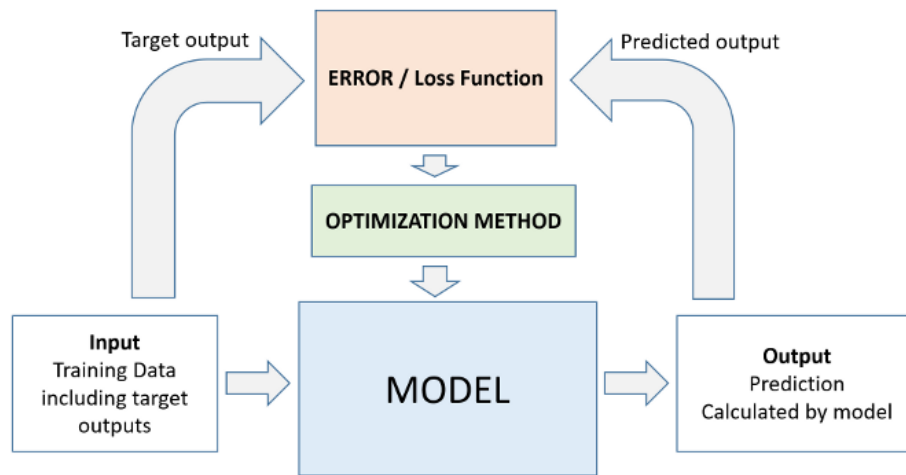 Target output
Predicted output
ERROR / Loss Function
OPTIMIZATION METHOD
Input
Training Data
including target
outputs
MODEL
Output
Prediction
Calculated by model